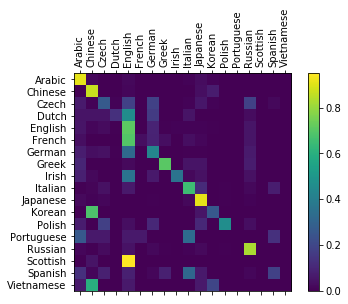 Arabic
Chinese
Czech
Dutch
English
French
German
Greek
Irish
Italian
Japanese
Korean
Polish
Portuguese
Russian
Scottish
Spanish
Vietnamese
Arabic
Chinese
Czech
Dutch
English
French
German
Greek
Irish
Italian
Japanese
Korean
Polish
Portuguese
Russian
Scottish
Spanish
Vietnamese
0.8
0.6
0.4
0.2
0.0